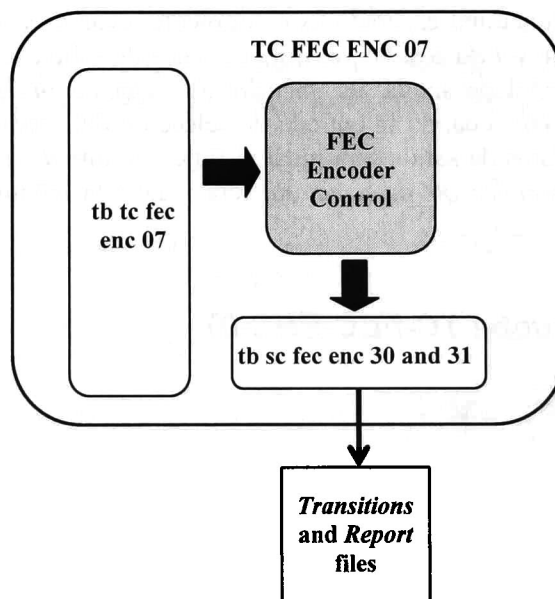 TC FEC ENC 07
tb tc fec
enc 07
FEC
Encoder
Control
tb sc fec enc 30 and 31
Transitions
and Report
files